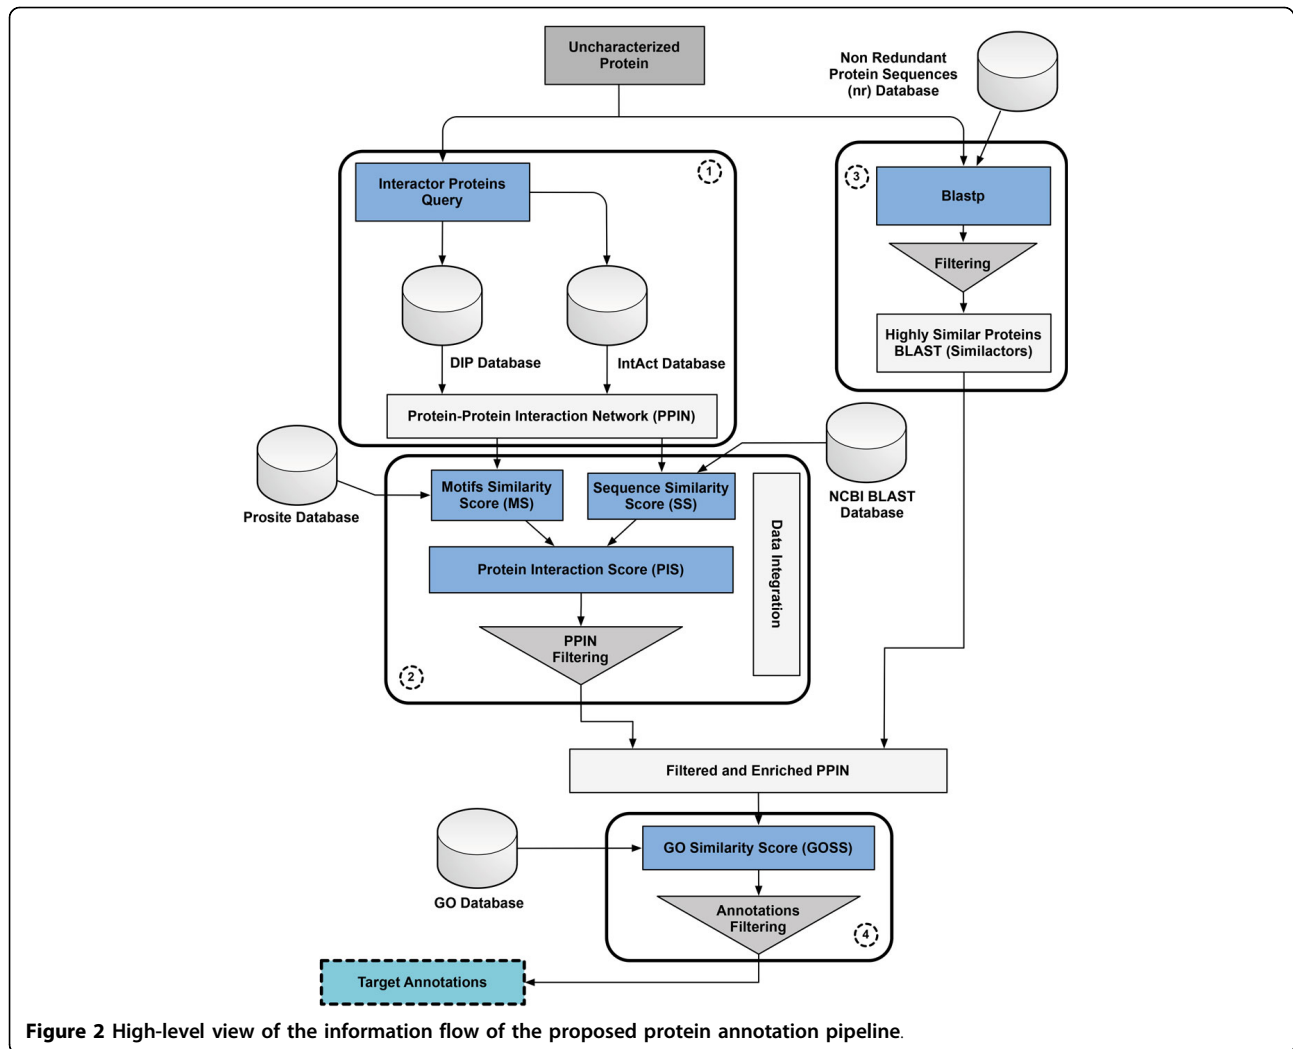 Uncharacterized
Protein
Non Redundant
Protein Sequences
(nr) Database
1
Interactor Proteins
Query
3
Blastp
Filtering
DIP Database
IntAct Database
Highly Similar Proteins
BLAST (Similactors)
Protein-Protein Interaction Network (PPIN)
Prosite Database
Motifs Similarity
Score (MS)
Sequence Similarity
Score (SS)
NCBI BLAST
Database
Data Integration
Protein Interaction Score (PIS)
PPIN
Filtering
2
Filtered and Enriched PPIN
GO Database
GO Similarity Score (GOSS)
Annotations
Filtering
4
Target Annotations
Figure 2 High-level view of the information flow of the proposed protein annotation pipeline.